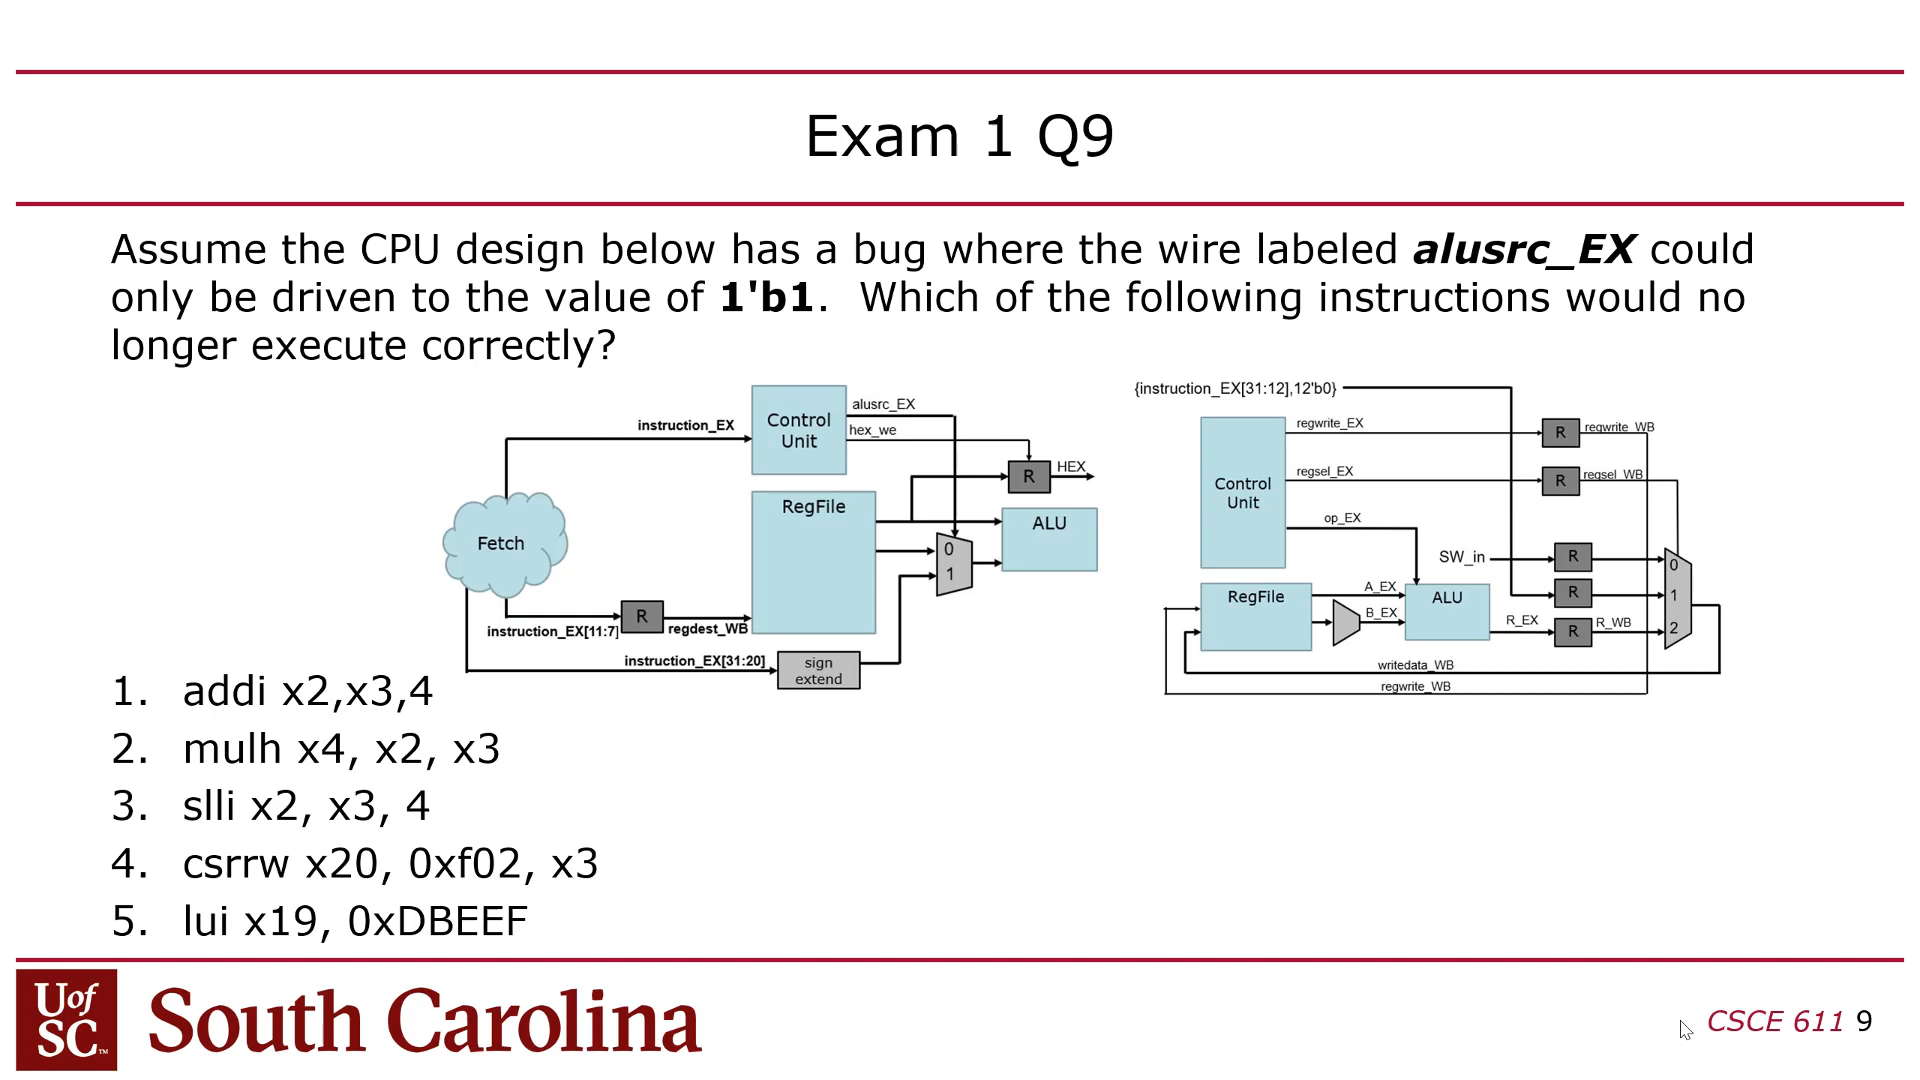 Exam 1 Q9
Assume the CPU design below has a bug where the wire labeled alusrc_EX could
only be driven to the value of 1'b1.  Which of the following instructions would no
longer execute correctly?
instruction_EX
Control
Unit
alusrc_EX
hex_we
R
HEX
RegFile
ALU
0
1
Fetch
R
instruction_EX[11:7]
regdest_WB
instruction_EX[31:20]
sign
extend
{instruction_EX[31:12],12'b0}
Control
Unit
regwrite_EX
R
regwrite_WB
regsel_EX
R
regsel_WB
op_EX
SW_in
R
0
RegFile
A_EX
B_EX
ALU
R
1
R_EX
R
R_WB
2
writedata_WB
regwrite_WB
1. addi x2,x3,4
2. mulh x4, x2, x3
3. slli x2, x3, 4
4. csrrw x20, 0xf02, x3
5. lui x19, 0xDBEEF
U of
SC™
South Carolina
CSCE 611 9